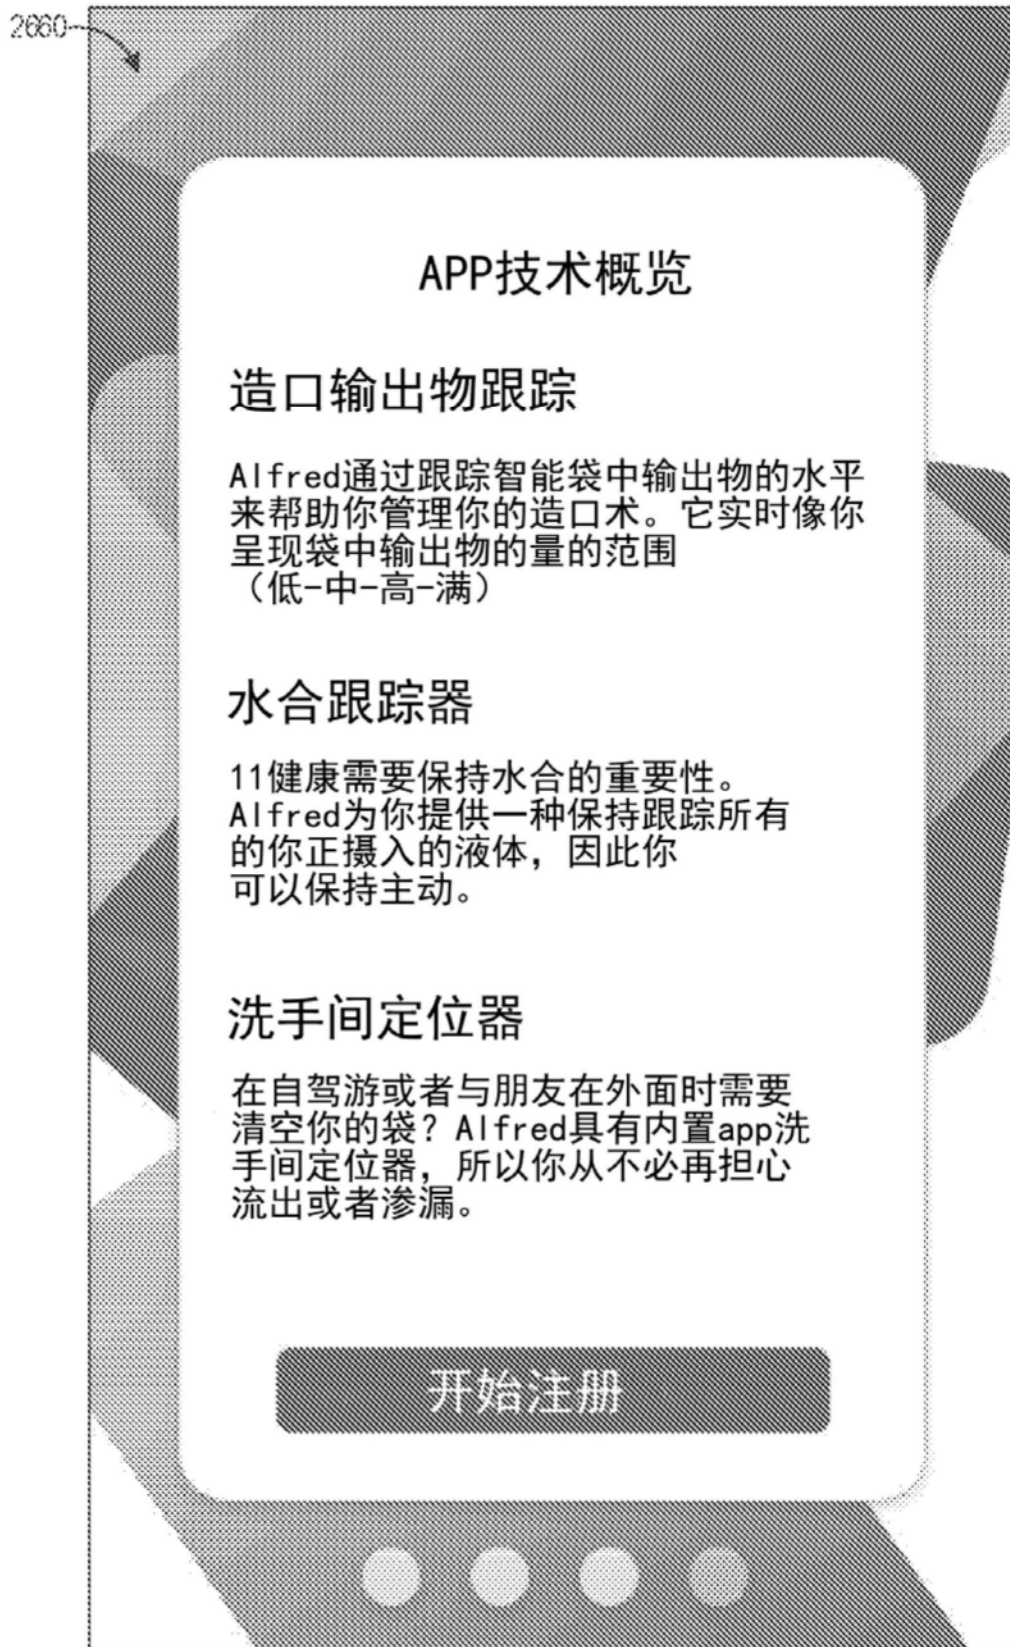 2660
APP技术概览
造口输出物跟踪
Alfred通过跟踪智能袋中输出物的水平
来帮助你管理你的造口术。它实时像你
呈现袋中输出物的量的范围
（低-中-高-满）
水合跟踪器
11健康需要保持水合的重要性。
Alfred为你提供一种保持跟踪所有
的你正摄入的液体，因此你
可以保持主动。
洗手间定位器
在自驾游或者与朋友在外面时需要
清空你的袋？Alfred具有内置app洗
手间定位器，所以你从不必再担心
流出或者渗漏。
开始注册